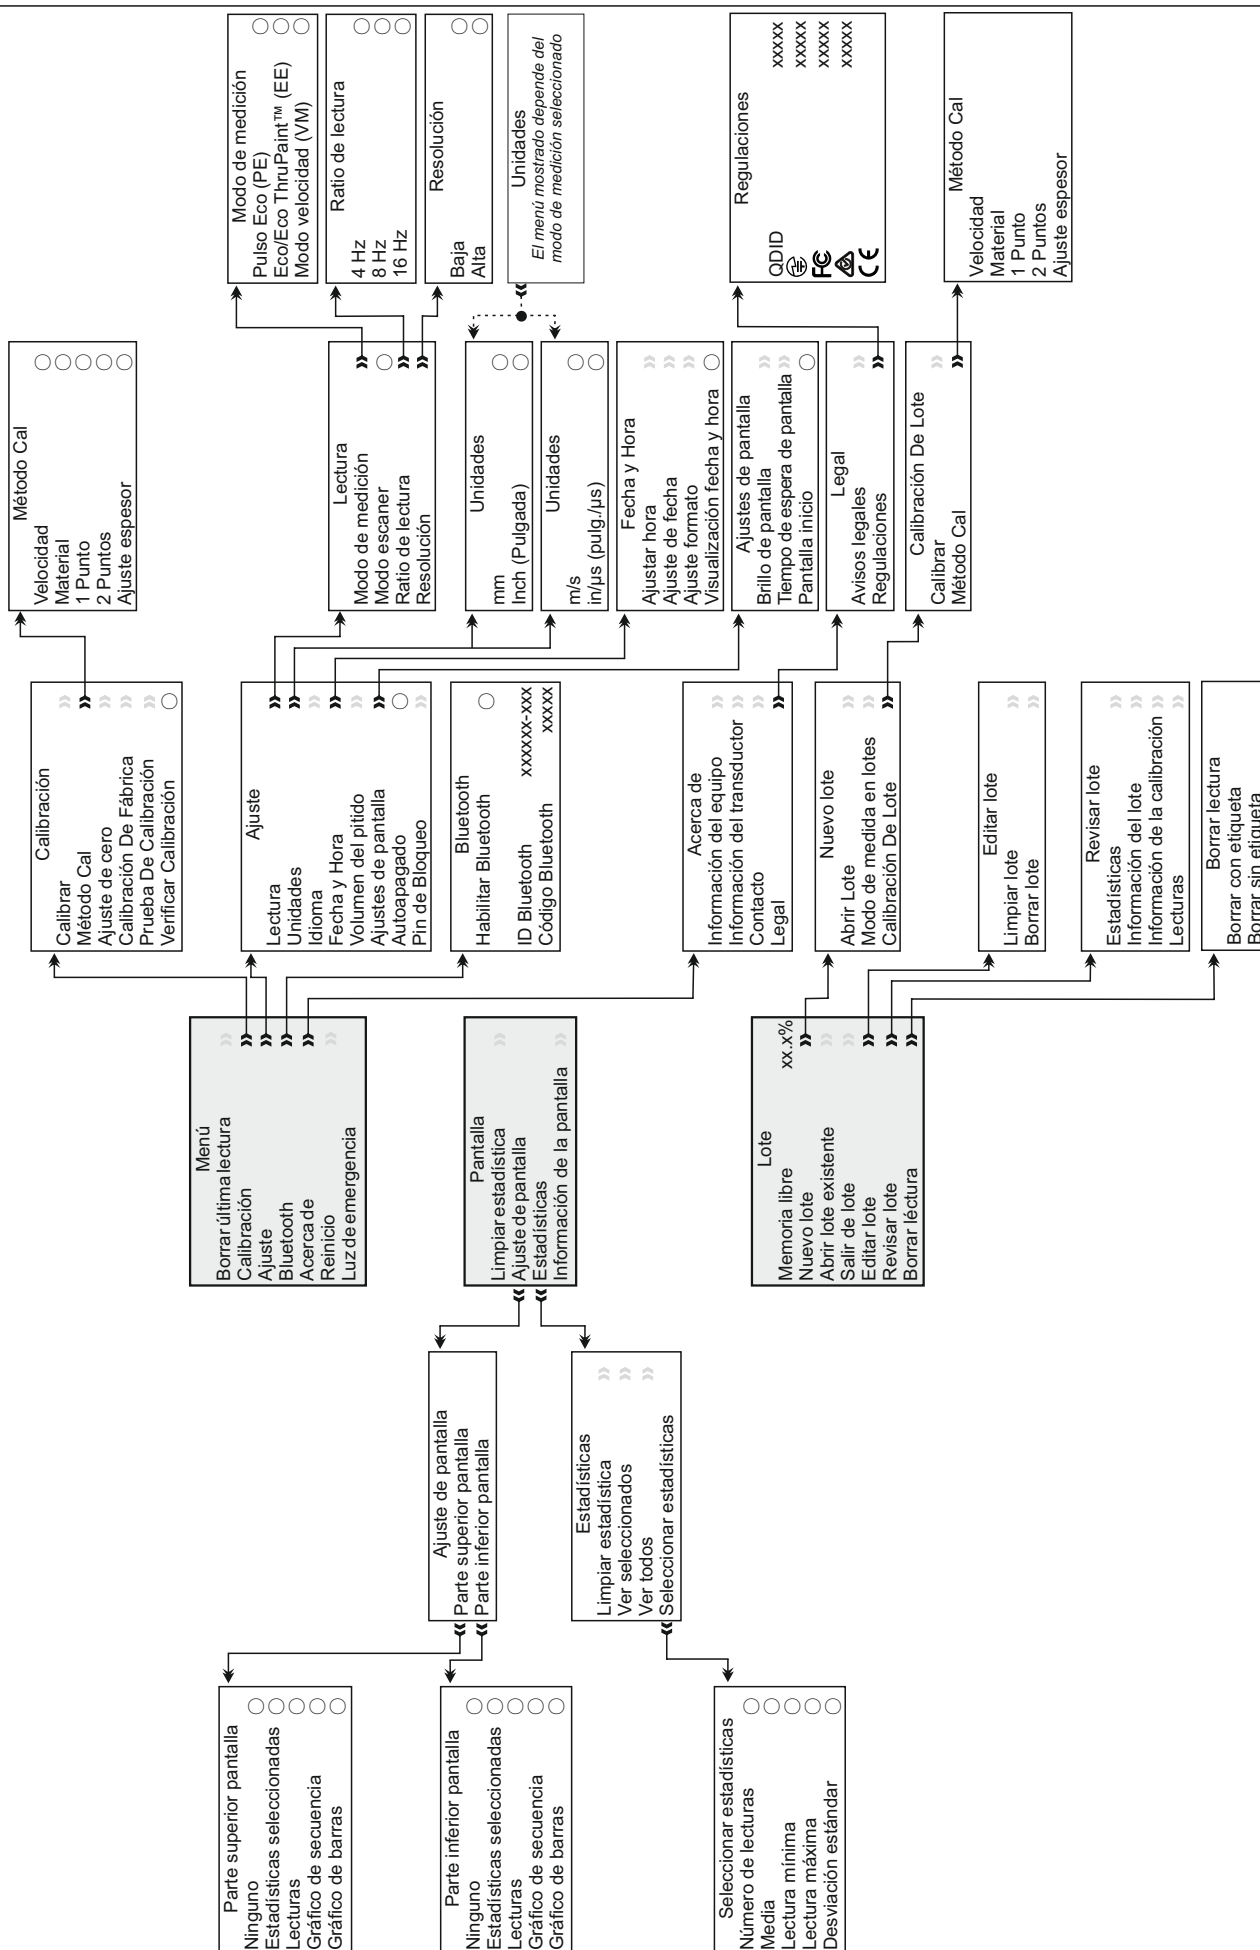 Parte superior pantalla
Ninguno
Estadísticas seleccionadas
Lecturas
Gráfico de secuencia
Gráfico de barras
Parte inferior pantalla
Ninguno
Estadísticas seleccionadas
Lecturas
Gráfico de secuencia
Gráfico de barras
Seleccionar estadísticas
Número de lecturas
Media
Lectura mínima
Lectura máxima
Desviación estándar
Ajuste de pantalla
Parte superior pantalla
Parte inferior pantalla
Estadísticas
Limpiar estadística
Ver seleccionados
Ver todos
Seleccionar estadísticas
Menú
Borrar última lectura
Calibración
Ajuste
Bluetooth
Acerca de
Reinicio
Luz de emergencia
Pantalla
Limpiar estadística
Ajuste de pantalla
Estadísticas
Información de la pantalla
Lote
Memoria libre xx.x%
Nuevo lote
Abrir lote existente
Salir de lote
Editar lote
Revisar lote
Borrar léctura
Calibración
Calibrar
Método Cal
Ajuste de cero
Calibración De Fábrica
Prueba De Calibración
Verificar Calibración
Ajuste
Lectura
Unidades
Idioma
Fecha y Hora
Volumen del pitido
Ajustes de pantalla
Autoapagado
Pin de Bloqueo
Bluetooth
Habilitar Bluetooth
ID Bluetooth xxxxxx-xxx
Código Bluetooth xxxxx
Acerca de
Información del equipo
Información del transductor
Contacto
Legal
Nuevo lote
Abrir Lote
Modo de medida en lotes
Calibración De Lote
Editar lote
Limpiar lote
Borrar lote
Revisar lote
Estadísticas
Información del lote
Información de la calibración
Lecturas
Borrar lectura
Borrar con etiqueta
Borrar sin etiqueta
Método Cal
Velocidad
Material
1 Punto
2 Puntos
Ajuste espesor
Lectura
Modo de medición
Modo escaner
Ratio de lectura
Resolución
Unidades
mm
Inch (Pulgada)
Unidades
m/s
in/µs (pulg./µs)
Fecha y Hora
Ajustar hora
Ajuste de fecha
Ajuste formato
Visualización fecha y hora
Ajustes de pantalla
Brillo de pantalla
Tiempo de espera de pantalla
Pantalla inicio
Legal
Avisos legales
Regulaciones
Calibración De Lote
Calibrar
Método Cal
Modo de medición
Pulso Eco (PE)
Eco/Eco ThruPaint™ (EE)
Modo velocidad (VM)
Ratio de lectura
4 Hz
8 Hz
16 Hz
Resolución
Baja
Alta
Unidades
El menú mostrado depende del
modo de medición seleccionado
Regulaciones
QDID xxxxx
xxxxx
FC xxxxx
xxxxx
CE
Método Cal
Velocidad
Material
1 Punto
2 Puntos
Ajuste espesor